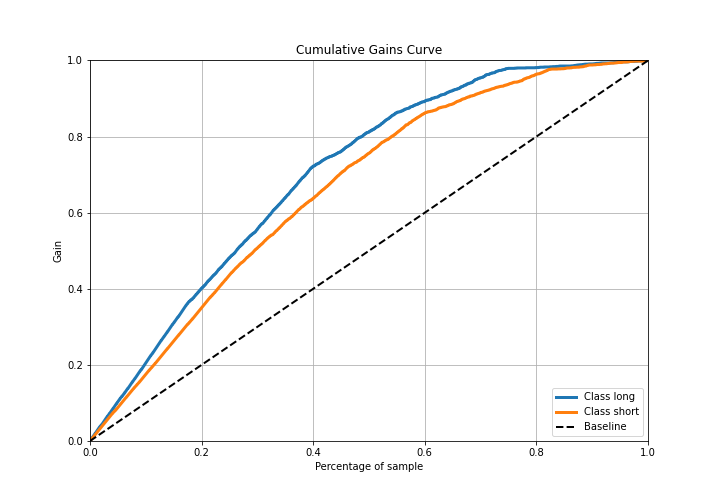 Cumulative Gains Curve
1.0
0.8
0.6
0.4
0.2
0.0
Gain
0.0 0.2 0.4 0.6 0.8 1.0
Percentage of sample
Class long
Class short
Baseline